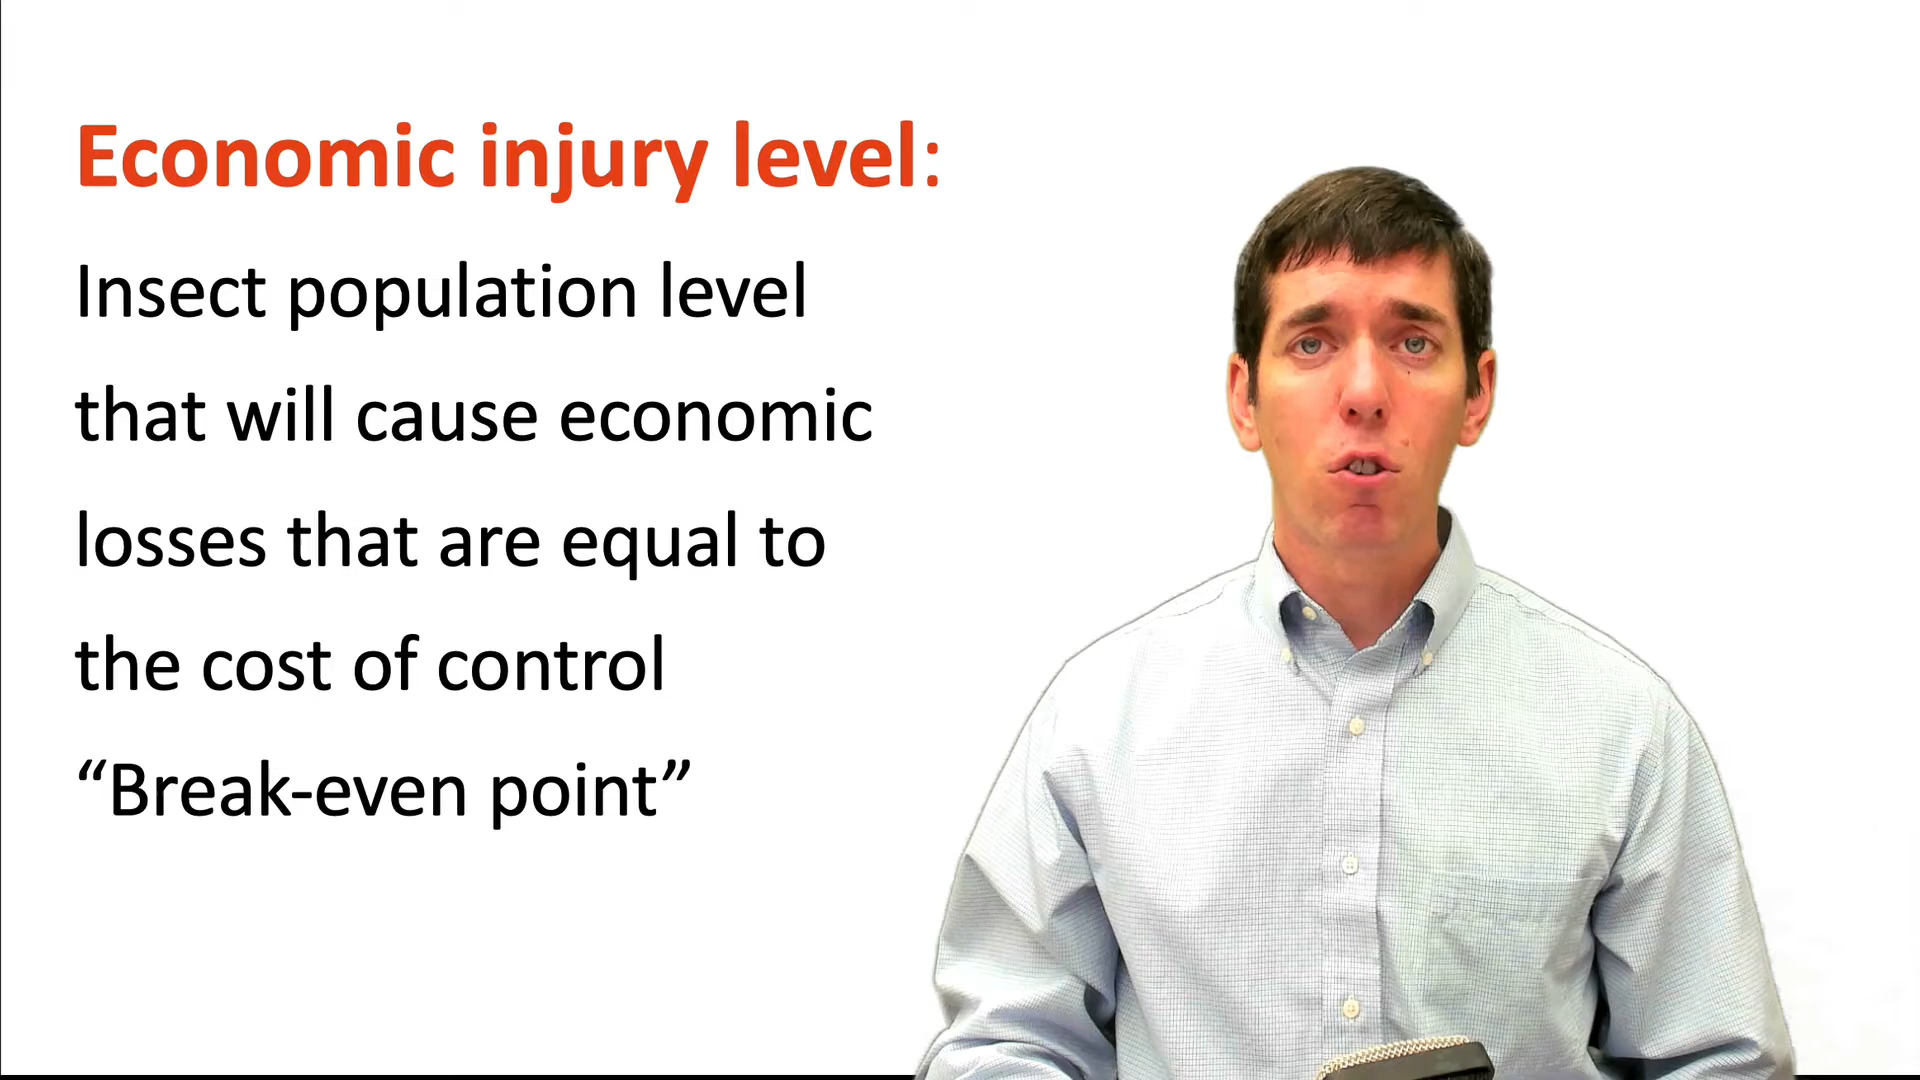 Economic injury level:
Insect population level
that will cause economic
losses that are equal to
the cost of control
“Break-even point”